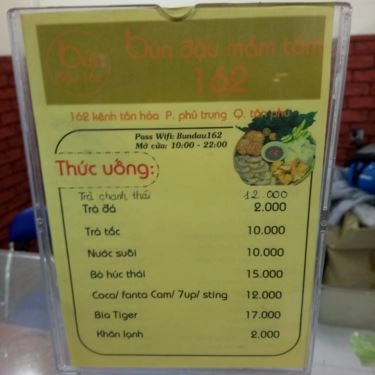 Bún
đậu 162
bún đậu mắm tôm
162
162 kênh tân hóa P. phú trung Q. tân phú
Pass Wifi: Bundau162
Mở cửa: 10:00 - 22:00
Thức uống:
Trà chanh thái 12.000
Trà đá 2.000
Trà tắc 10.000
Nước suối 10.000
Bò húc thái 15.000
Coca/ fanta Cam/ 7up/ sting 12.000
Bia Tiger 17.000
Khăn lạnh 2.000